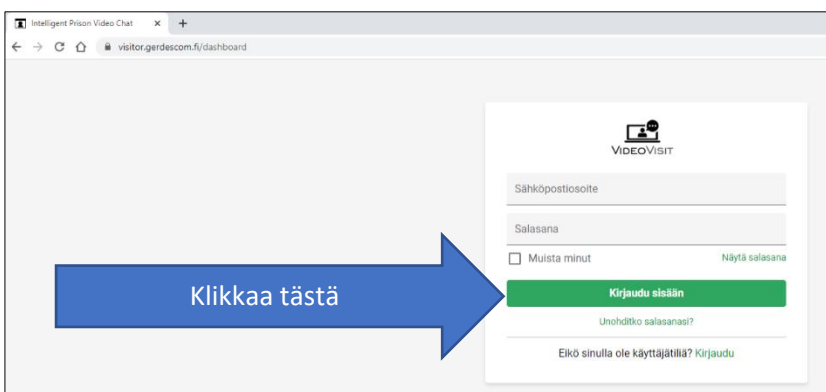 Intelligent Prison Video Chat
visitor.gerdescom.fi/dashboard
VIDEOVISIT
Sähköpostiosoite
Salasana
Muista minut Näytä salasana
Klikkaa tästä
Kirjaudu sisään
Unohditko salasanasi?
Eikö sinulla ole käyttäjätiliä? Kirjaudu